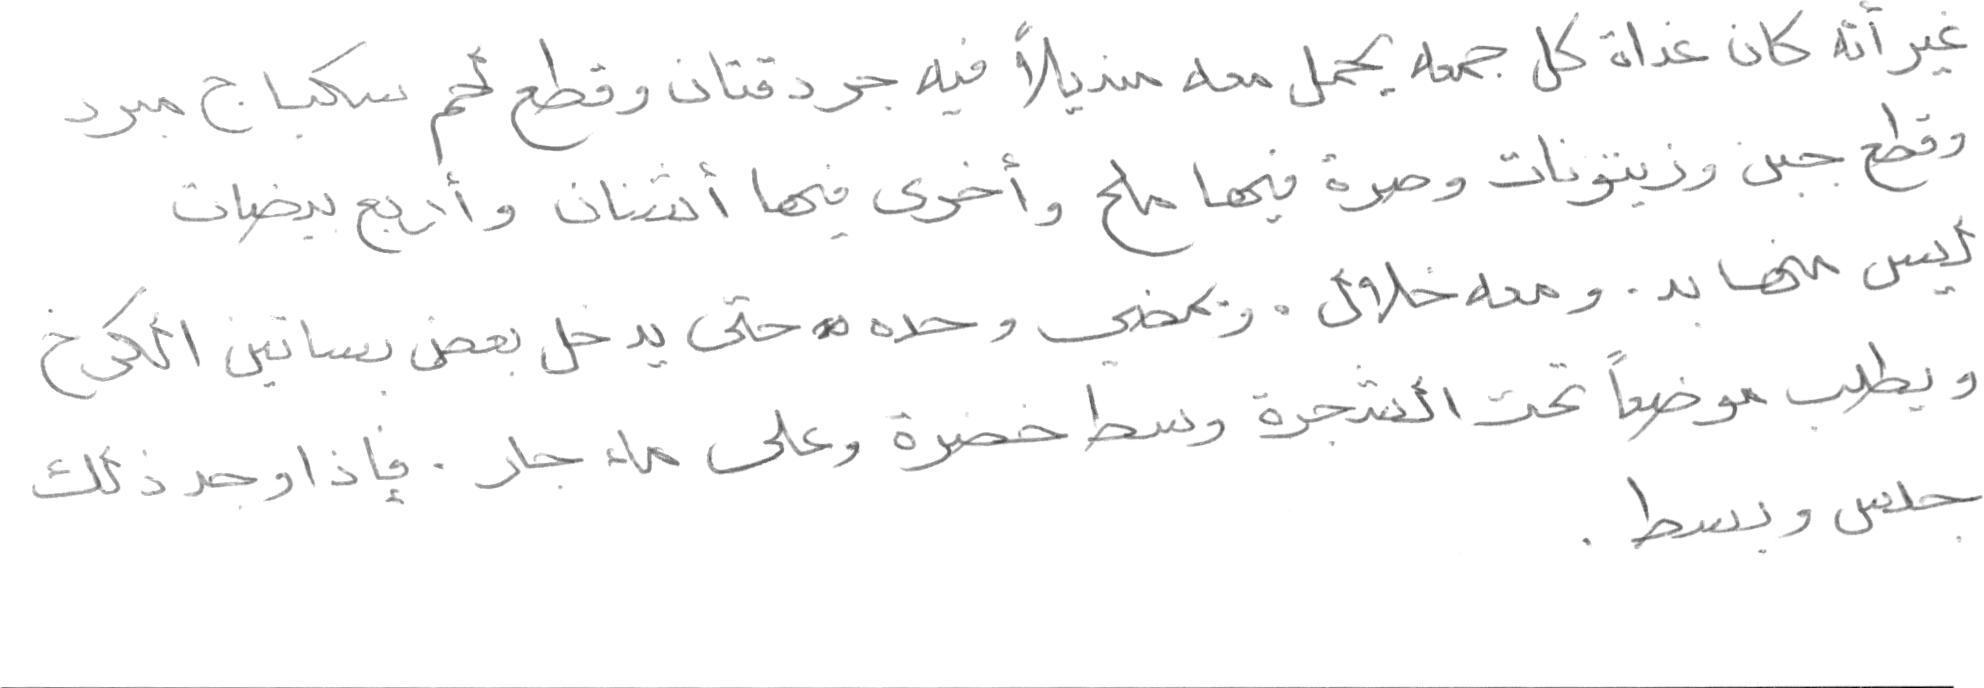 غير أنه كان غداة كل جمعه يحمل معه منديلاً فيه جردقتان وقطع لحم سكباج مبرد
وقطع جبن وزيتونات وصرة فيها ملح وأخرى فيها أشنان وأربع بيضات
ليس منها بد. ومعه خلال. ويمضي وحده حتى يدخل بعض بساتين الكرخ
ويطلب موضعاً تحت الشجرة وسط خضرة وعلى ماء جار. فإذا وجد ذلك
جلس وبسط.